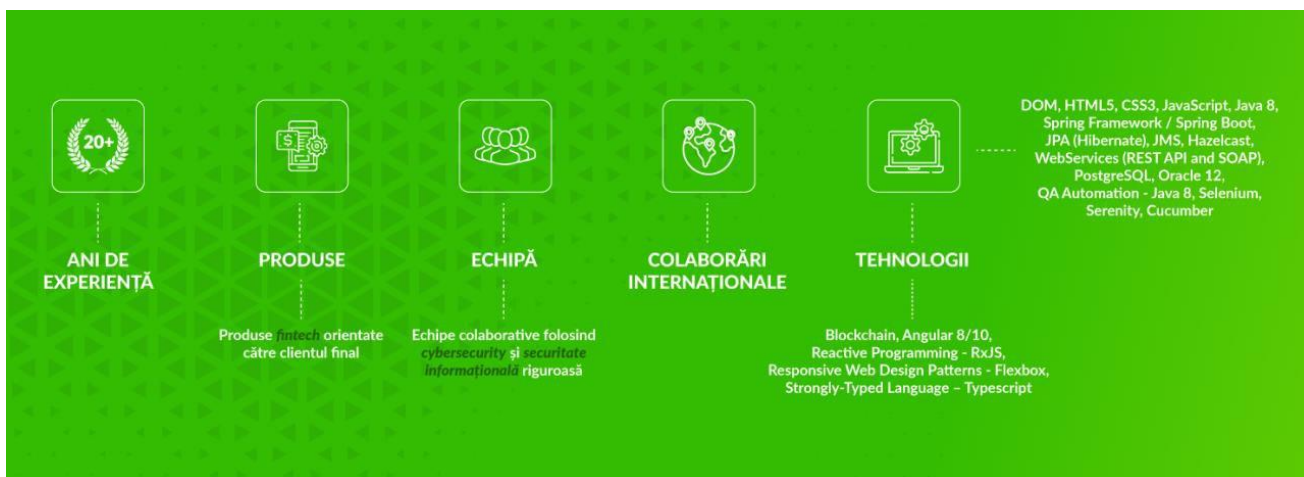 20+
ANI DE
EXPERIENȚĂ
PRODUSE
Produse fintech orientate
către clientul final
ECHIPĂ
Echipe colaborative folosind
cybersecurity și securitate
informațională riguroasă
COLABORĂRI
INTERNAȚIONALE
TEHNOLOGII
DOM, HTML5, CSS3, JavaScript, Java 8,
Spring Framework / Spring Boot,
JPA (Hibernate), JMS, Hazelcast,
WebServices (REST API and SOAP),
PostgreSQL, Oracle 12,
QA Automation - Java 8, Selenium,
Serenity, Cucumber
Blockchain, Angular 8/10,
Reactive Programming - RxJS,
Responsive Web Design Patterns - Flexbox,
Strongly-Typed Language – Typescript